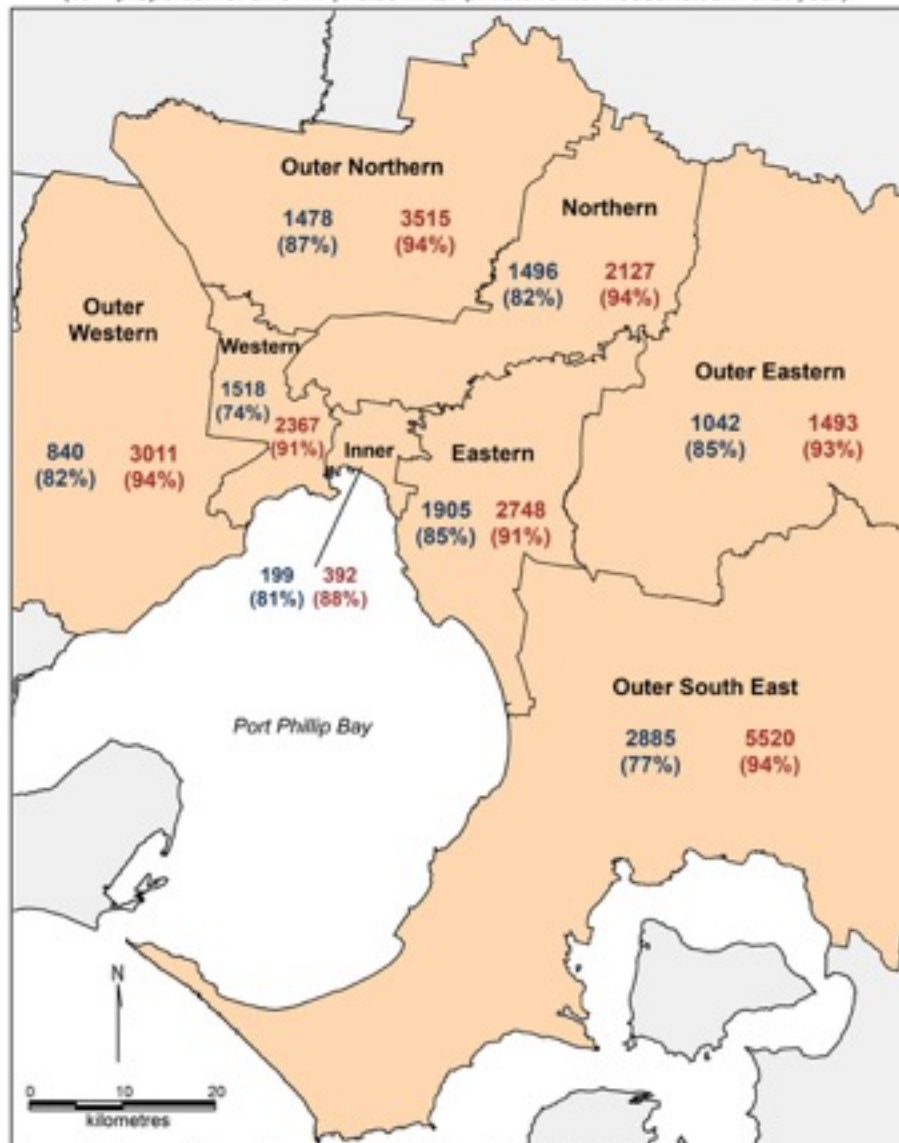 Outer Northern
1478 3515
(87%) (94%)
Northern
1496 2127
(82%) (94%)
Outer
Western
840 3011
(82%) (94%)
Western
1518
(74%)
2367
(91%)
Inner
199 392
(81%) (88%)
Eastern
1905 2748
(85%) (91%)
Outer Eastern
1042 1493
(85%) (93%)
Outer South East
2885 5520
(77%) (94%)
Port Phillip Bay
N
0 10 20
kilometres